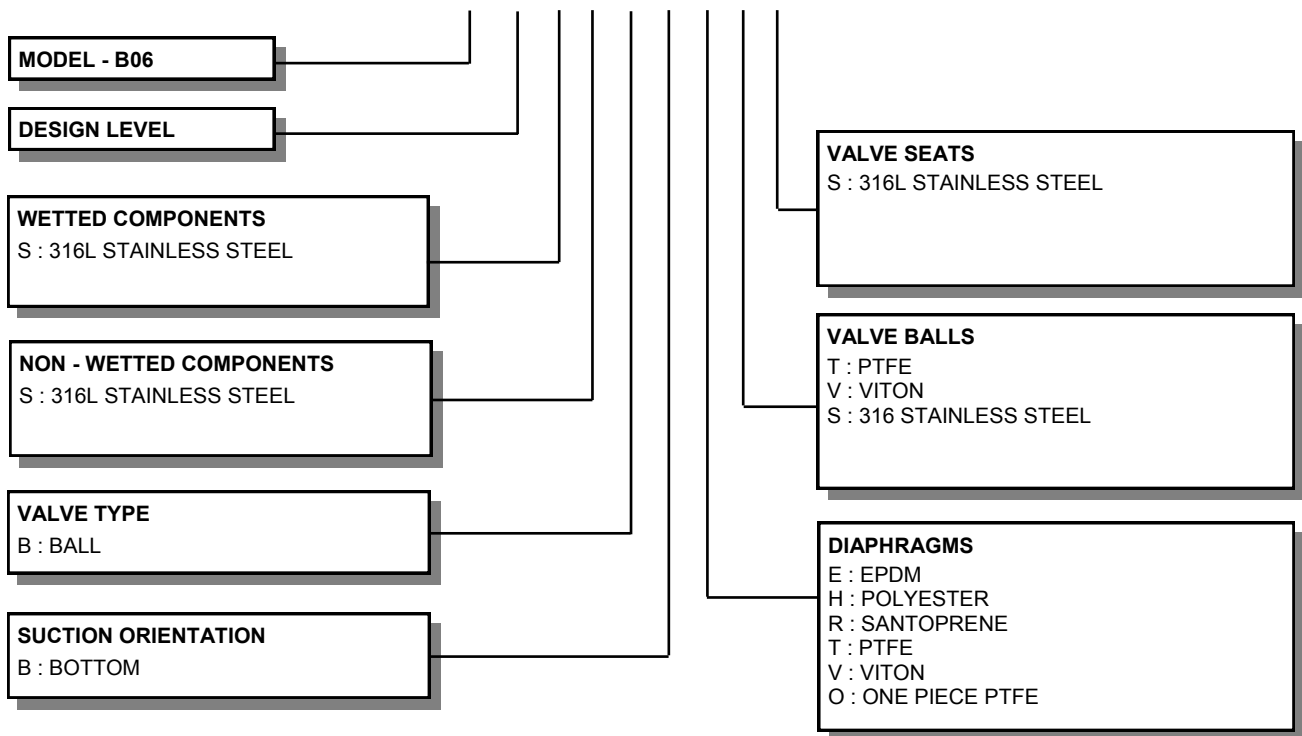 MODEL - B06
DESIGN LEVEL
WETTED COMPONENTS
S : 316L STAINLESS STEEL
NON - WETTED COMPONENTS
S : 316L STAINLESS STEEL
VALVE TYPE
B : BALL
SUCTION ORIENTATION
B : BOTTOM
VALVE SEATS
S : 316L STAINLESS STEEL
VALVE BALLS
T : PTFE
V : VITON
S : 316 STAINLESS STEEL
DIAPHRAGMS
E : EPDM
H : POLYESTER
R : SANTOPRENE
T : PTFE
V : VITON
O : ONE PIECE PTFE